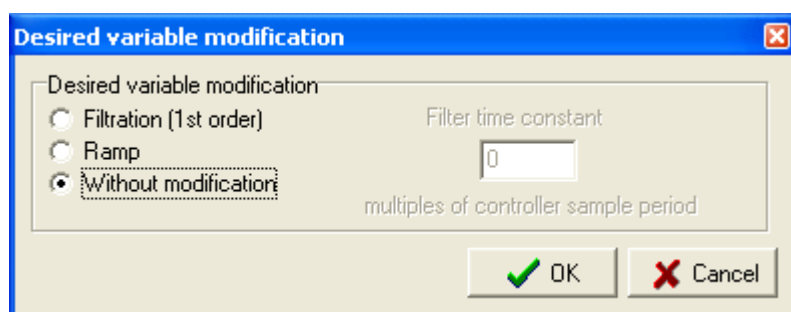 Desired variable modification
Desired variable modification
Filtration (1st order)
Filter time constant
Ramp
0
Without modification
multiples of controller sample period
OK
Cancel